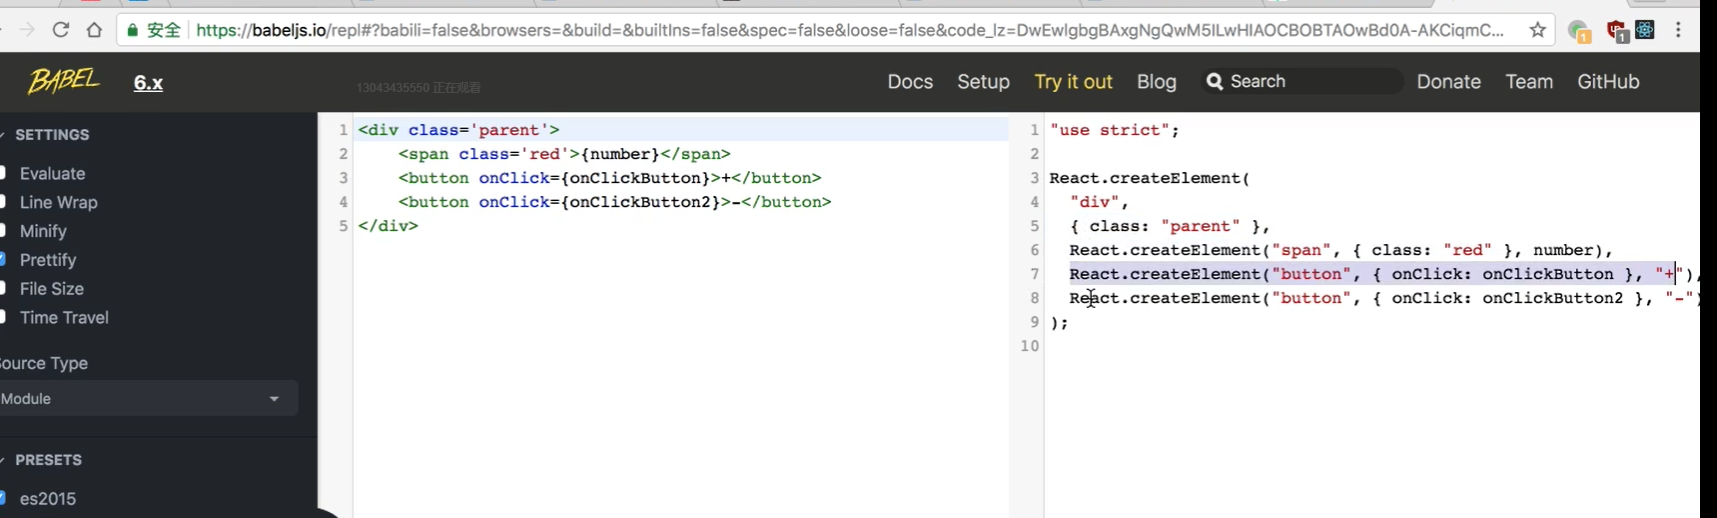 安全 https://babeljs.io/repl#?babili=false&browsers=&build=&builtIns=false&spec=false&loose=false&code_lz=DwEwlgbgBAxgNgQwM5ILwHIAOCBOBTAOwBd0A-AKCiqmC...
1
1
BABEL 6.x 13043435550 正在观看 Docs Setup Try it out Blog Search Donate Team GitHub
SETTINGS
Evaluate
Line Wrap
Minify
Prettify
File Size
Time Travel
ource Type
Module
PRESETS
es2015
1 <div class='parent'>
2     <span class='red'>{number}</span>
3     <button onClick={onClickButton}>+</button>
4     <button onClick={onClickButton2}>-</button>
5 </div>
1 "use strict";
2
3 React.createElement(
4   "div",
5   { class: "parent" },
6   React.createElement("span", { class: "red" }, number),
7   React.createElement("button", { onClick: onClickButton }, "+"),
8   React.createElement("button", { onClick: onClickButton2 }, "-")
9 );
10